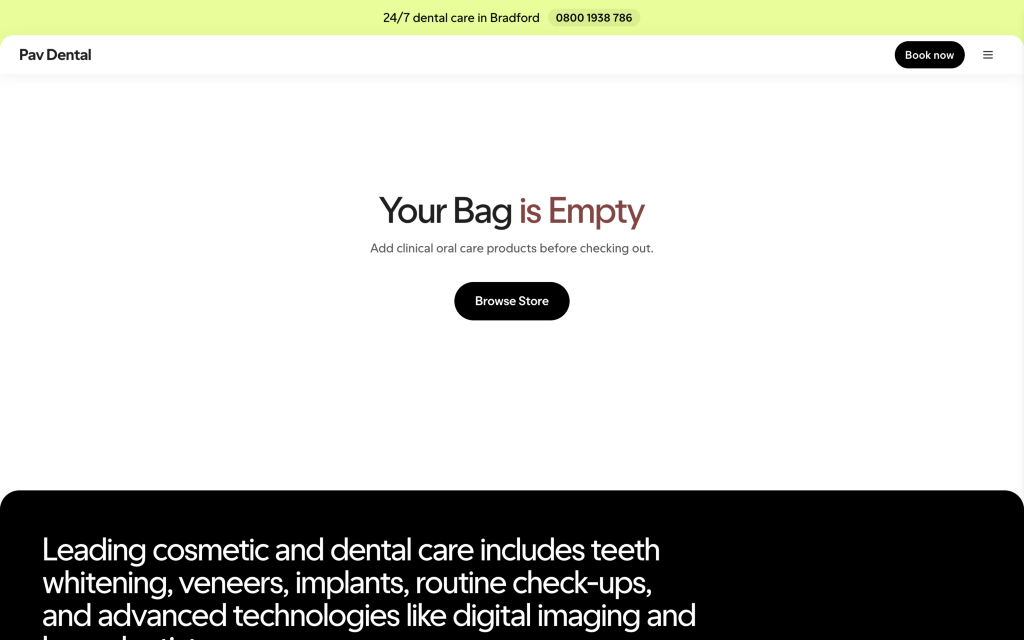 24/7 dental care in Bradford 0800 1938 786
Pav Dental
Book now
Your Bag is Empty
Add clinical oral care products before checking out.
Browse Store
Leading cosmetic and dental care includes teeth
whitening, veneers, implants, routine check-ups,
and advanced technologies like digital imaging and